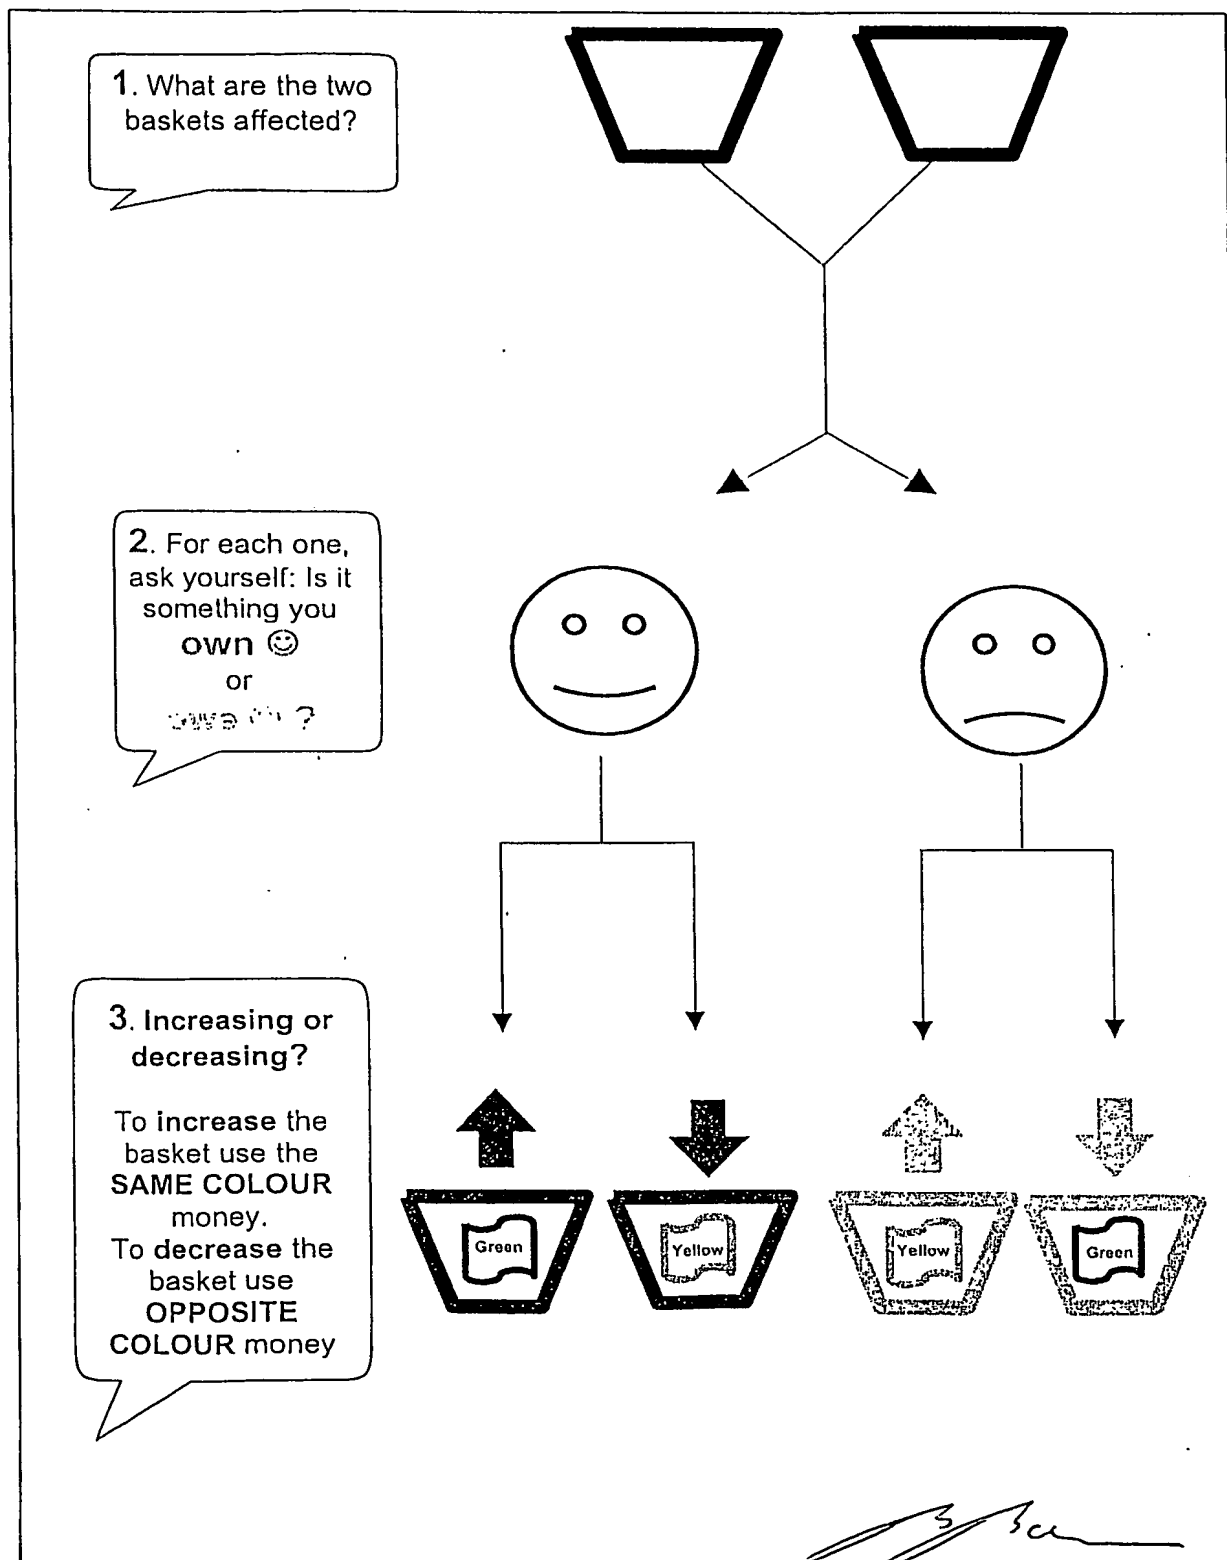 1. What are the two
baskets affected?
2. For each one,
ask yourself: Is it
something you
own ☺
or
?
3. Increasing or
decreasing?
To increase the
basket use the
SAME COLOUR
money.
To decrease the
basket use
OPPOSITE
COLOUR money
Green
Yellow
Yellow
Green